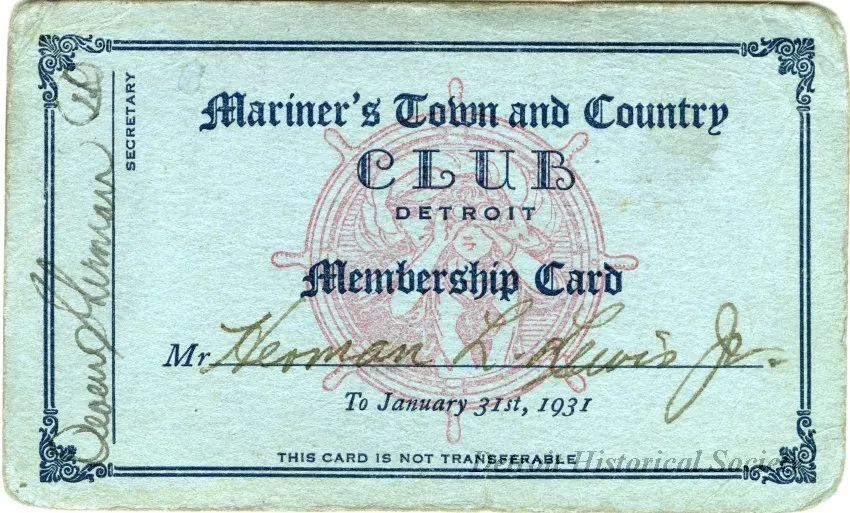 Mariner's Town and Country
CLUB
DETROIT
Membership Card
Mr Herman L. Lewis Jr.
To January 31st, 1931
THIS CARD IS NOT TRANSFERABLE
SECRETARY
Detroit Historical Society